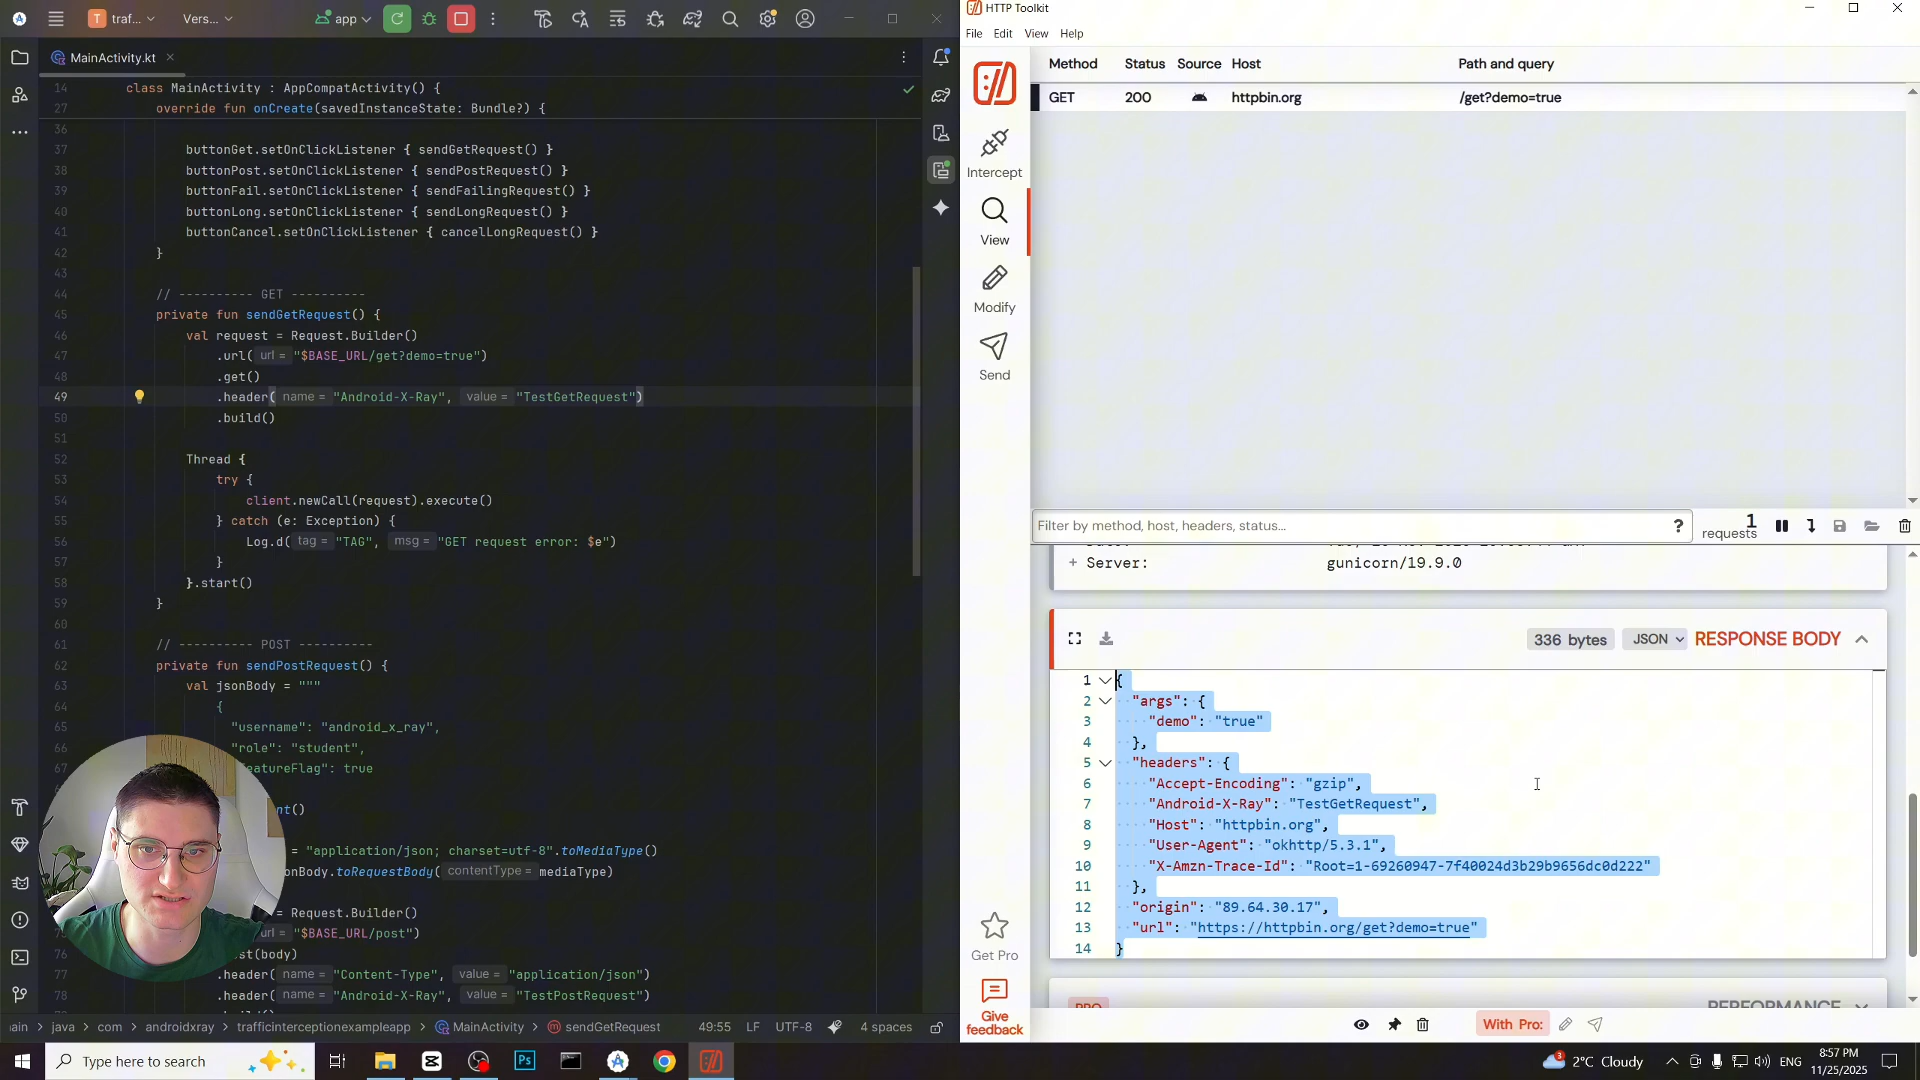 traf...
Vers...
app
MainActivity.kt
14 class MainActivity : AppCompatActivity() {
27 override fun onCreate(savedInstanceState: Bundle?) {
36
37 buttonGet.setOnClickListener { sendGetRequest() }
38 buttonPost.setOnClickListener { sendPostRequest() }
39 buttonFail.setOnClickListener { sendFailingRequest() }
40 buttonLong.setOnClickListener { sendLongRequest() }
41 buttonCancel.setOnClickListener { cancelLongRequest() }
42 }
43
44 // ---------- GET ----------
45 private fun sendGetRequest() {
46 val request = Request.Builder()
47 .url( url = "$BASE_URL/get?demo=true")
48 .get()
49 .header( name = "Android-X-Ray", value = "TestGetRequest")
50 .build()
51
52 Thread {
53 try {
54 client.newCall(request).execute()
55 } catch (e: Exception) {
56 Log.d( tag = "TAG", msg = "GET request error: $e")
57 }
58 }.start()
59 }
60
61 // ---------- POST ----------
62 private fun sendPostRequest() {
63 val jsonBody = """
64 {
65 "username": "android_x_ray",
66 "role": "student",
67 eatureFlag": true
nt()
= "application/json; charset=utf-8".toMediaType()
onBody.toRequestBody( contentType = mediaType)
= Request.Builder()
url = "$BASE_URL/post")
st(body)
77 .header( name = "Content-Type", value = "application/json")
78 .header( name = "Android-X-Ray", value = "TestPostRequest")
ain > java > com > androidxray > trafficinterceptionexampleapp > MainActivity > sendGetRequest
49:55 LF UTF-8 4 spaces
HTTP Toolkit
File Edit View Help
Intercept
View
Modify
Send
Get Pro
Give
feedback
Method Status Source Host Path and query
GET 200 httpbin.org /get?demo=true
Filter by method, host, headers, status...
?
1
requests
+ Server: gunicorn/19.9.0
336 bytes JSON RESPONSE BODY
1 {
2 "args": {
3 "demo": "true"
4 },
5 "headers": {
6 "Accept-Encoding": "gzip",
7 "Android-X-Ray": "TestGetRequest",
8 "Host": "httpbin.org",
9 "User-Agent": "okhttp/5.3.1",
10 "X-Amzn-Trace-Id": "Root=1-69260947-7f40024d3b29b9656dc0d222"
11 },
12 "origin": "89.64.30.17",
13 "url": "https://httpbin.org/get?demo=true"
14 }
PRO PERFORMANCE
With Pro:
Type here to search
Ps
3
2°C Cloudy
ENG
8:57 PM
11/25/2025